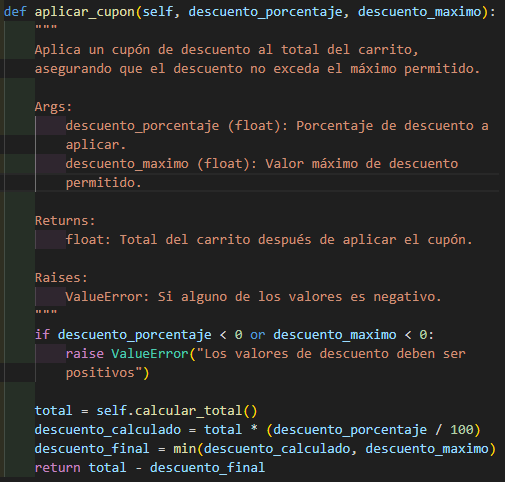 def aplicar_cupon(self, descuento_porcentaje, descuento_maximo):
"""
Aplica un cupón de descuento al total del carrito,
asegurando que el descuento no exceda el máximo permitido.
Args:
descuento_porcentaje (float): Porcentaje de descuento a
aplicar.
descuento_maximo (float): Valor máximo de descuento
permitido.
Returns:
float: Total del carrito después de aplicar el cupón.
Raises:
ValueError: Si alguno de los valores es negativo.
"""
if descuento_porcentaje < 0 or descuento_maximo < 0:
raise ValueError("Los valores de descuento deben ser
positivos")
total = self.calcular_total()
descuento_calculado = total * (descuento_porcentaje / 100)
descuento_final = min(descuento_calculado, descuento_maximo)
return total - descuento_final